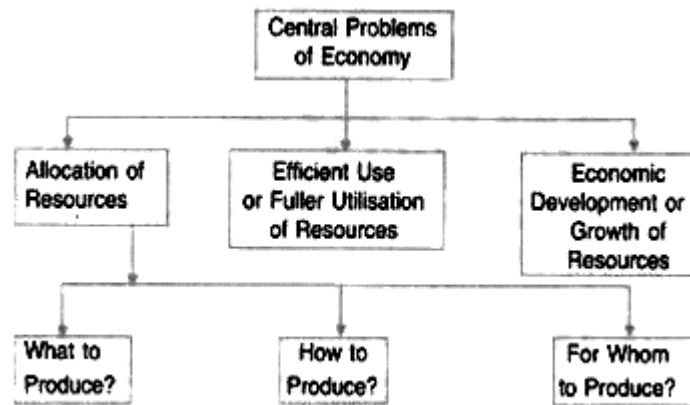 Central Problems
of Economy
Allocation of
Resources
Efficient Use
or Fuller Utilisation
of Resources
Economic
Development or
Growth of
Resources
What to
Produce?
How to
Produce?
For Whom
to Produce?